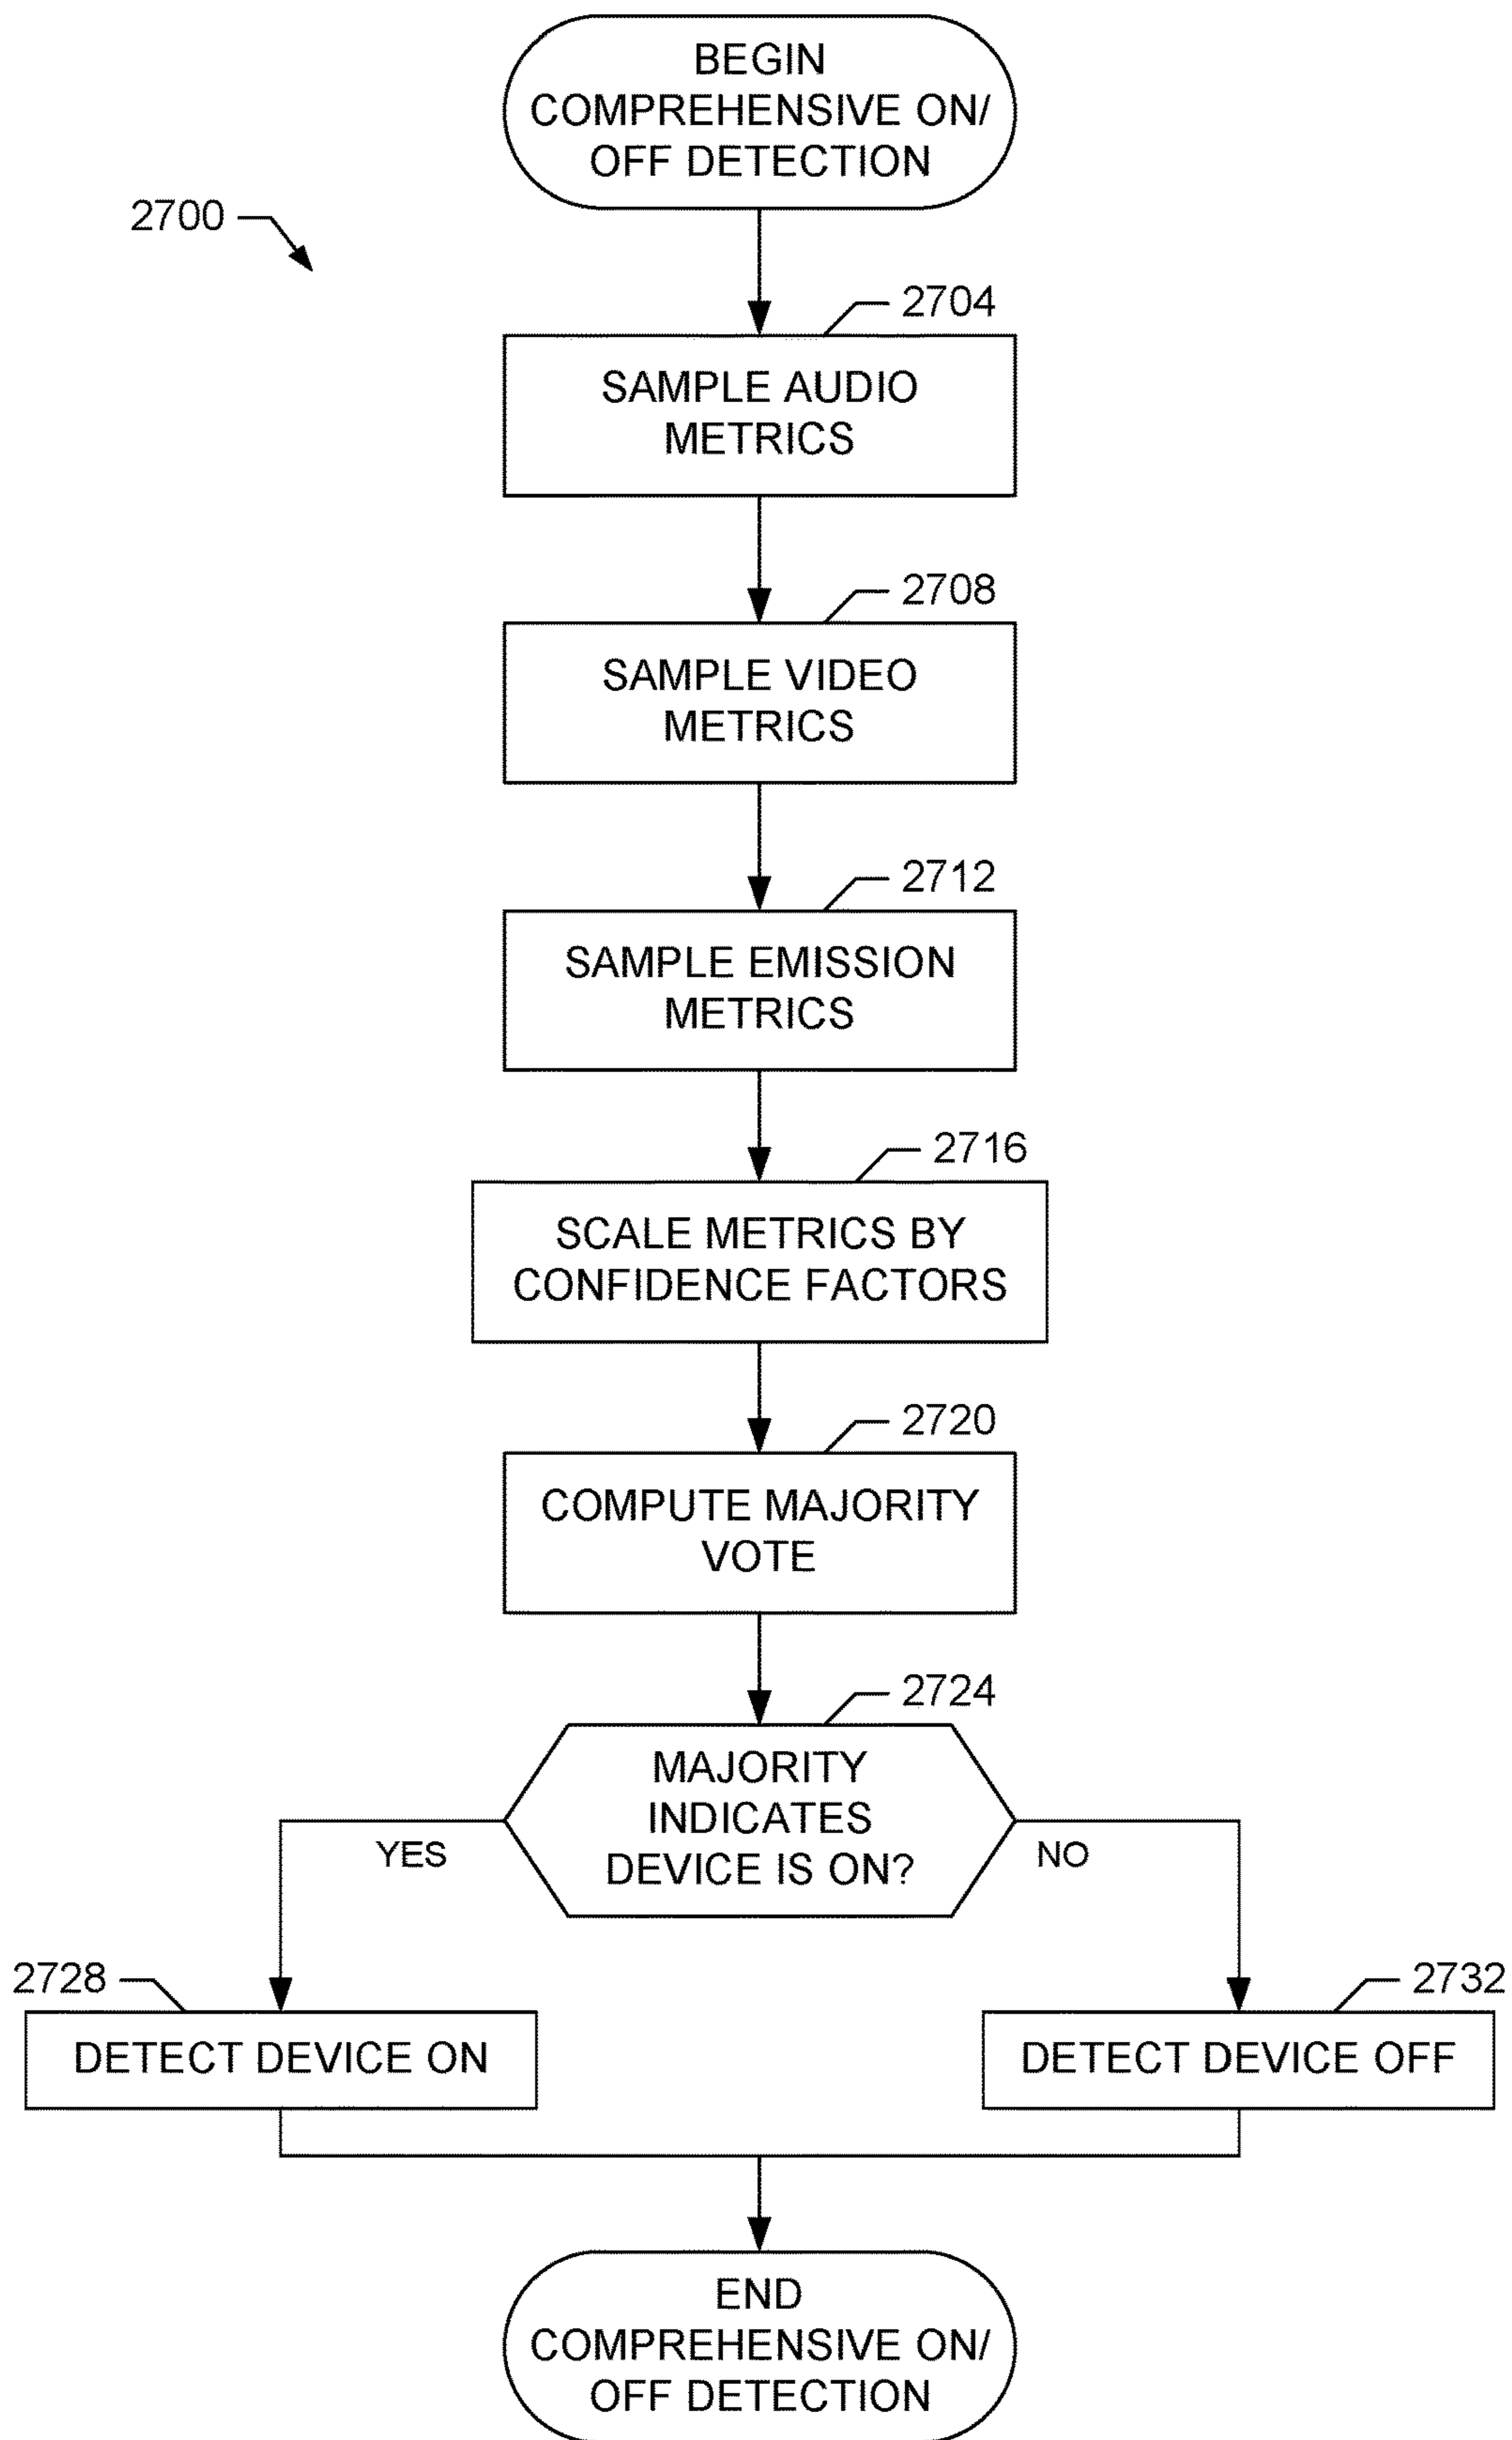 BEGIN
COMPREHENSIVE ON/
OFF DETECTION
2700
2704
SAMPLE AUDIO
METRICS
2708
SAMPLE VIDEO
METRICS
2712
SAMPLE EMISSION
METRICS
2716
SCALE METRICS BY
CONFIDENCE FACTORS
2720
COMPUTE MAJORITY
VOTE
2724
MAJORITY
INDICATES
DEVICE IS ON?
YES
NO
2728
DETECT DEVICE ON
2732
DETECT DEVICE OFF
END
COMPREHENSIVE ON/
OFF DETECTION